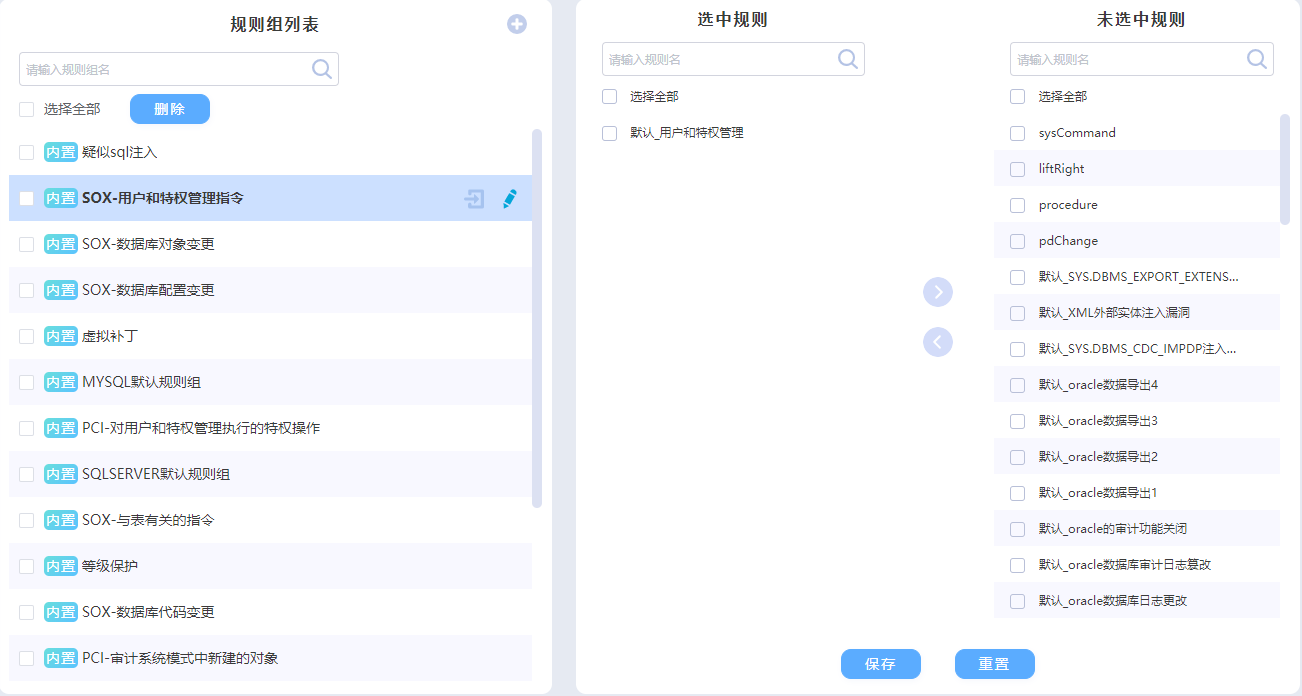 规则组列表
请输入规则组名
选择全部
删除
内置 疑似sql注入
内置 SOX-用户和特权管理指令
内置 SOX-数据库对象变更
内置 SOX-数据库配置变更
内置 虚拟补丁
内置 MYSQL默认规则组
内置 PCI-对用户和特权管理执行的特权操作
内置 SQLSERVER默认规则组
内置 SOX-与表有关的指令
内置 等级保护
内置 SOX-数据库代码变更
内置 PCI-审计系统模式中新建的对象
选中规则
请输入规则名
选择全部
默认_用户和特权管理
未选中规则
请输入规则名
选择全部
sysCommand
liftRight
procedure
pdChange
默认_SYS.DBMS_EXPORT_EXTENS...
默认_XML外部实体注入漏洞
默认_SYS.DBMS_CDC_IMPDP注入...
默认_oracle数据导出4
默认_oracle数据导出3
默认_oracle数据导出2
默认_oracle数据导出1
默认_oracle的审计功能关闭
默认_oracle数据库审计日志篡改
默认_oracle数据库日志更改
保存
重置